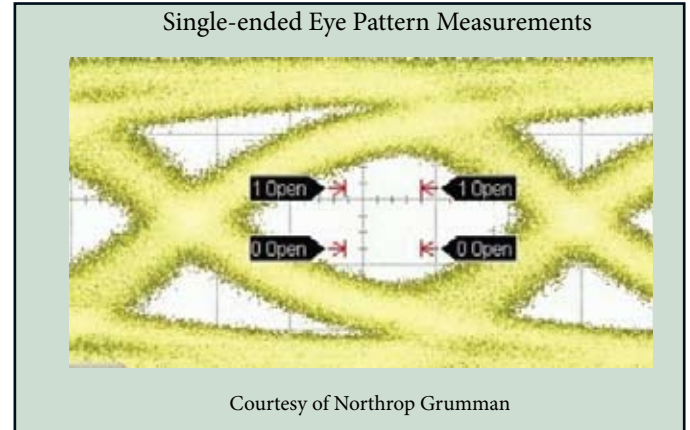 Single-ended Eye Pattern Measurements
1 Open 1 Open
0 Open 0 Open
Courtesy of Northrop Grumman